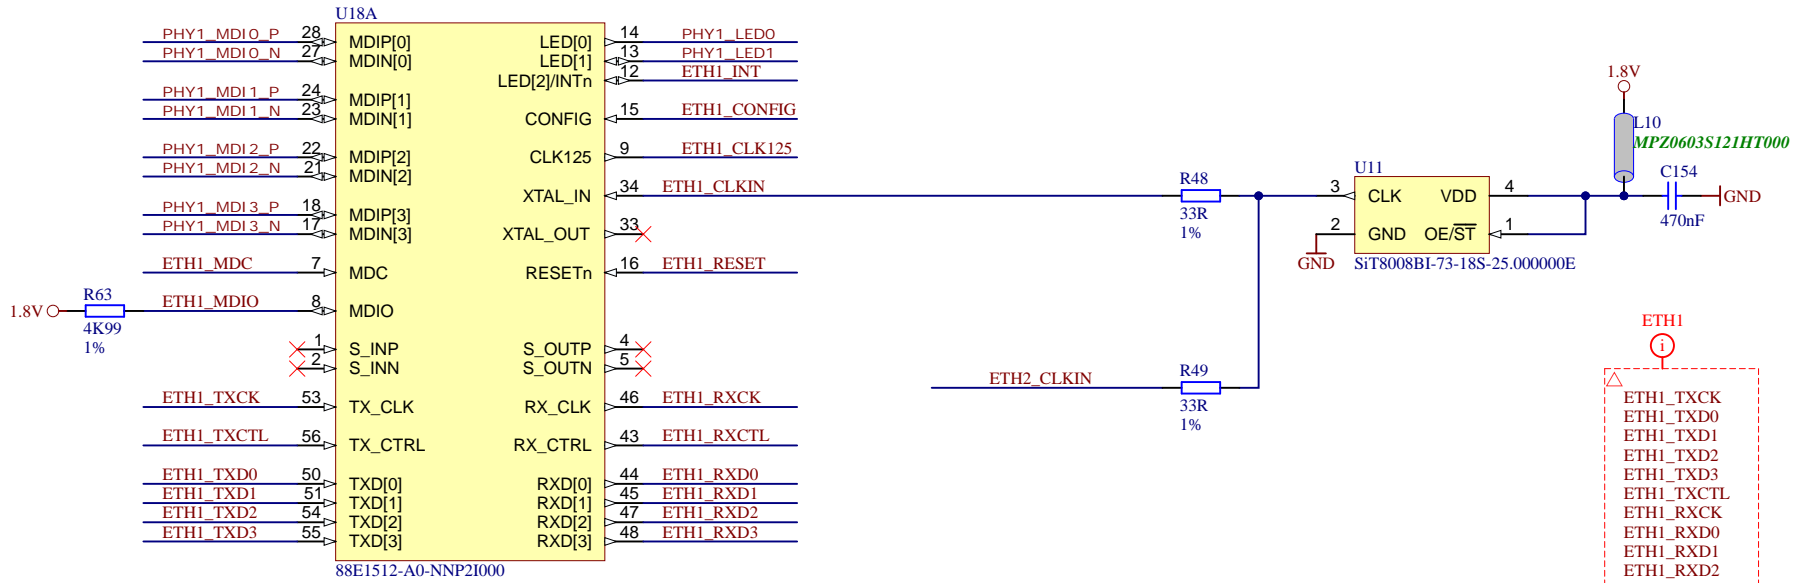 U18A
PHY1_MDI0_P 28 MDIP[0] LED[0] 14 PHY1_LED0
PHY1_MDI0_N 27 MDIN[0] LED[1] 13 PHY1_LED1
LED[2]/INTn 12 ETH1_INT
PHY1_MDI1_P 24 MDIP[1]
PHY1_MDI1_N 23 MDIN[1] CONFIG 15 ETH1_CONFIG
PHY1_MDI2_P 22 MDIP[2] CLK125 9 ETH1_CLK125
PHY1_MDI2_N 21 MDIN[2]
XTAL_IN 34 ETH1_CLKIN
PHY1_MDI3_P 18 MDIP[3]
PHY1_MDI3_N 17 MDIN[3] XTAL_OUT 33
ETH1_MDC 7 MDC RESETn 16 ETH1_RESET
1.8V R63 ETH1_MDIO 8 MDIO
4K99
1%
1 S_INP S_OUTP 4
2 S_INN S_OUTN 5
ETH1_TXCK 53 TX_CLK RX_CLK 46 ETH1_RXCK
ETH1_TXCTL 56 TX_CTRL RX_CTRL 43 ETH1_RXCTL
ETH1_TXD0 50 TXD[0] RXD[0] 44 ETH1_RXD0
ETH1_TXD1 51 TXD[1] RXD[1] 45 ETH1_RXD1
ETH1_TXD2 54 TXD[2] RXD[2] 47 ETH1_RXD2
ETH1_TXD3 55 TXD[3] RXD[3] 48 ETH1_RXD3
88E1512-A0-NNP2I000
R48
33R
1%
ETH2_CLKIN R49
33R
1%
1.8V
L10
MPZ0603S121HT000
U11
3 CLK VDD 4
2 GND OE/ST 1
GND
SiT8008BI-73-18S-25.000000E
C154
GND
470nF
ETH1
i
ETH1_TXCK
ETH1_TXD0
ETH1_TXD1
ETH1_TXD2
ETH1_TXD3
ETH1_TXCTL
ETH1_RXCK
ETH1_RXD0
ETH1_RXD1
ETH1_RXD2